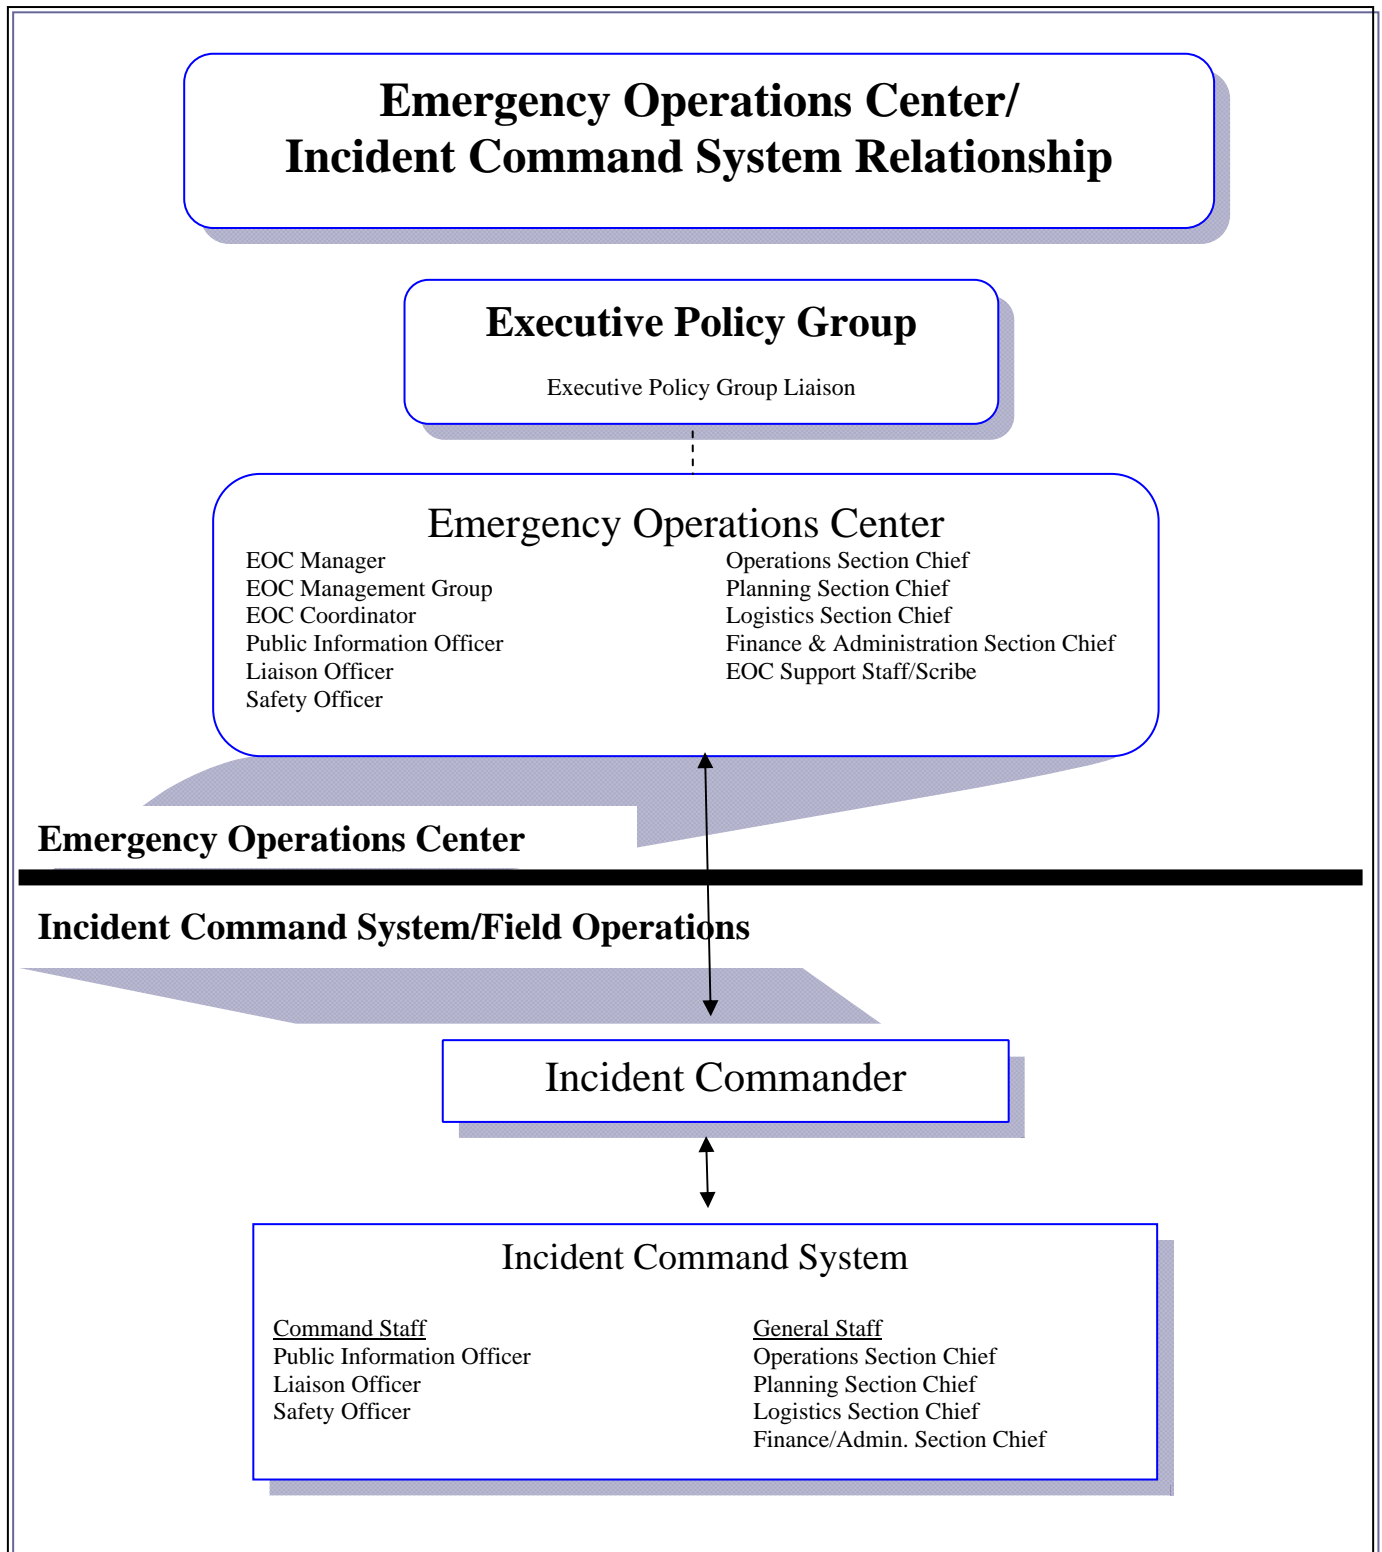 Emergency Operations Center/
Incident Command System Relationship
Executive Policy Group
Executive Policy Group Liaison
Emergency Operations Center
EOC Manager
EOC Management Group
EOC Coordinator
Public Information Officer
Liaison Officer
Safety Officer
Operations Section Chief
Planning Section Chief
Logistics Section Chief
Finance & Administration Section Chief
EOC Support Staff/Scribe
Emergency Operations Center
Incident Command System/Field Operations
Incident Commander
Incident Command System
Command Staff
Public Information Officer
Liaison Officer
Safety Officer
General Staff
Operations Section Chief
Planning Section Chief
Logistics Section Chief
Finance/Admin. Section Chief